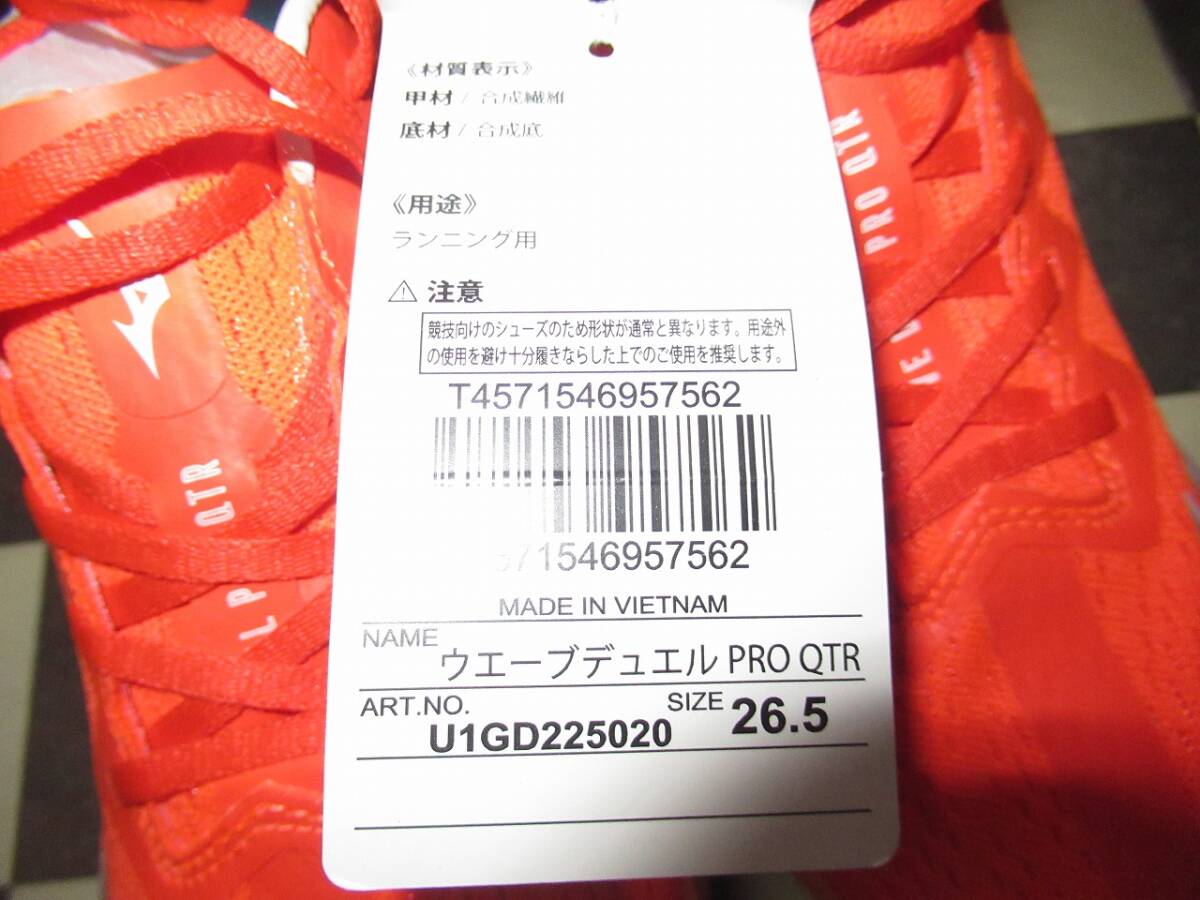 《材質表示》
甲材 / 合成繊維
底材 / 合成底
《用途》
ランニング用
⚠ 注意
競技向けのシューズのため形状が通常と異なります。用途外
の使用を避け十分履きならした上でのご使用を推奨します。
T4571546957562
571546957562
MADE IN VIETNAM
NAME ウエーブデュエル PRO QTR
ART.NO. U1GD225020 SIZE 26.5
PRO QTR
QTR
L P